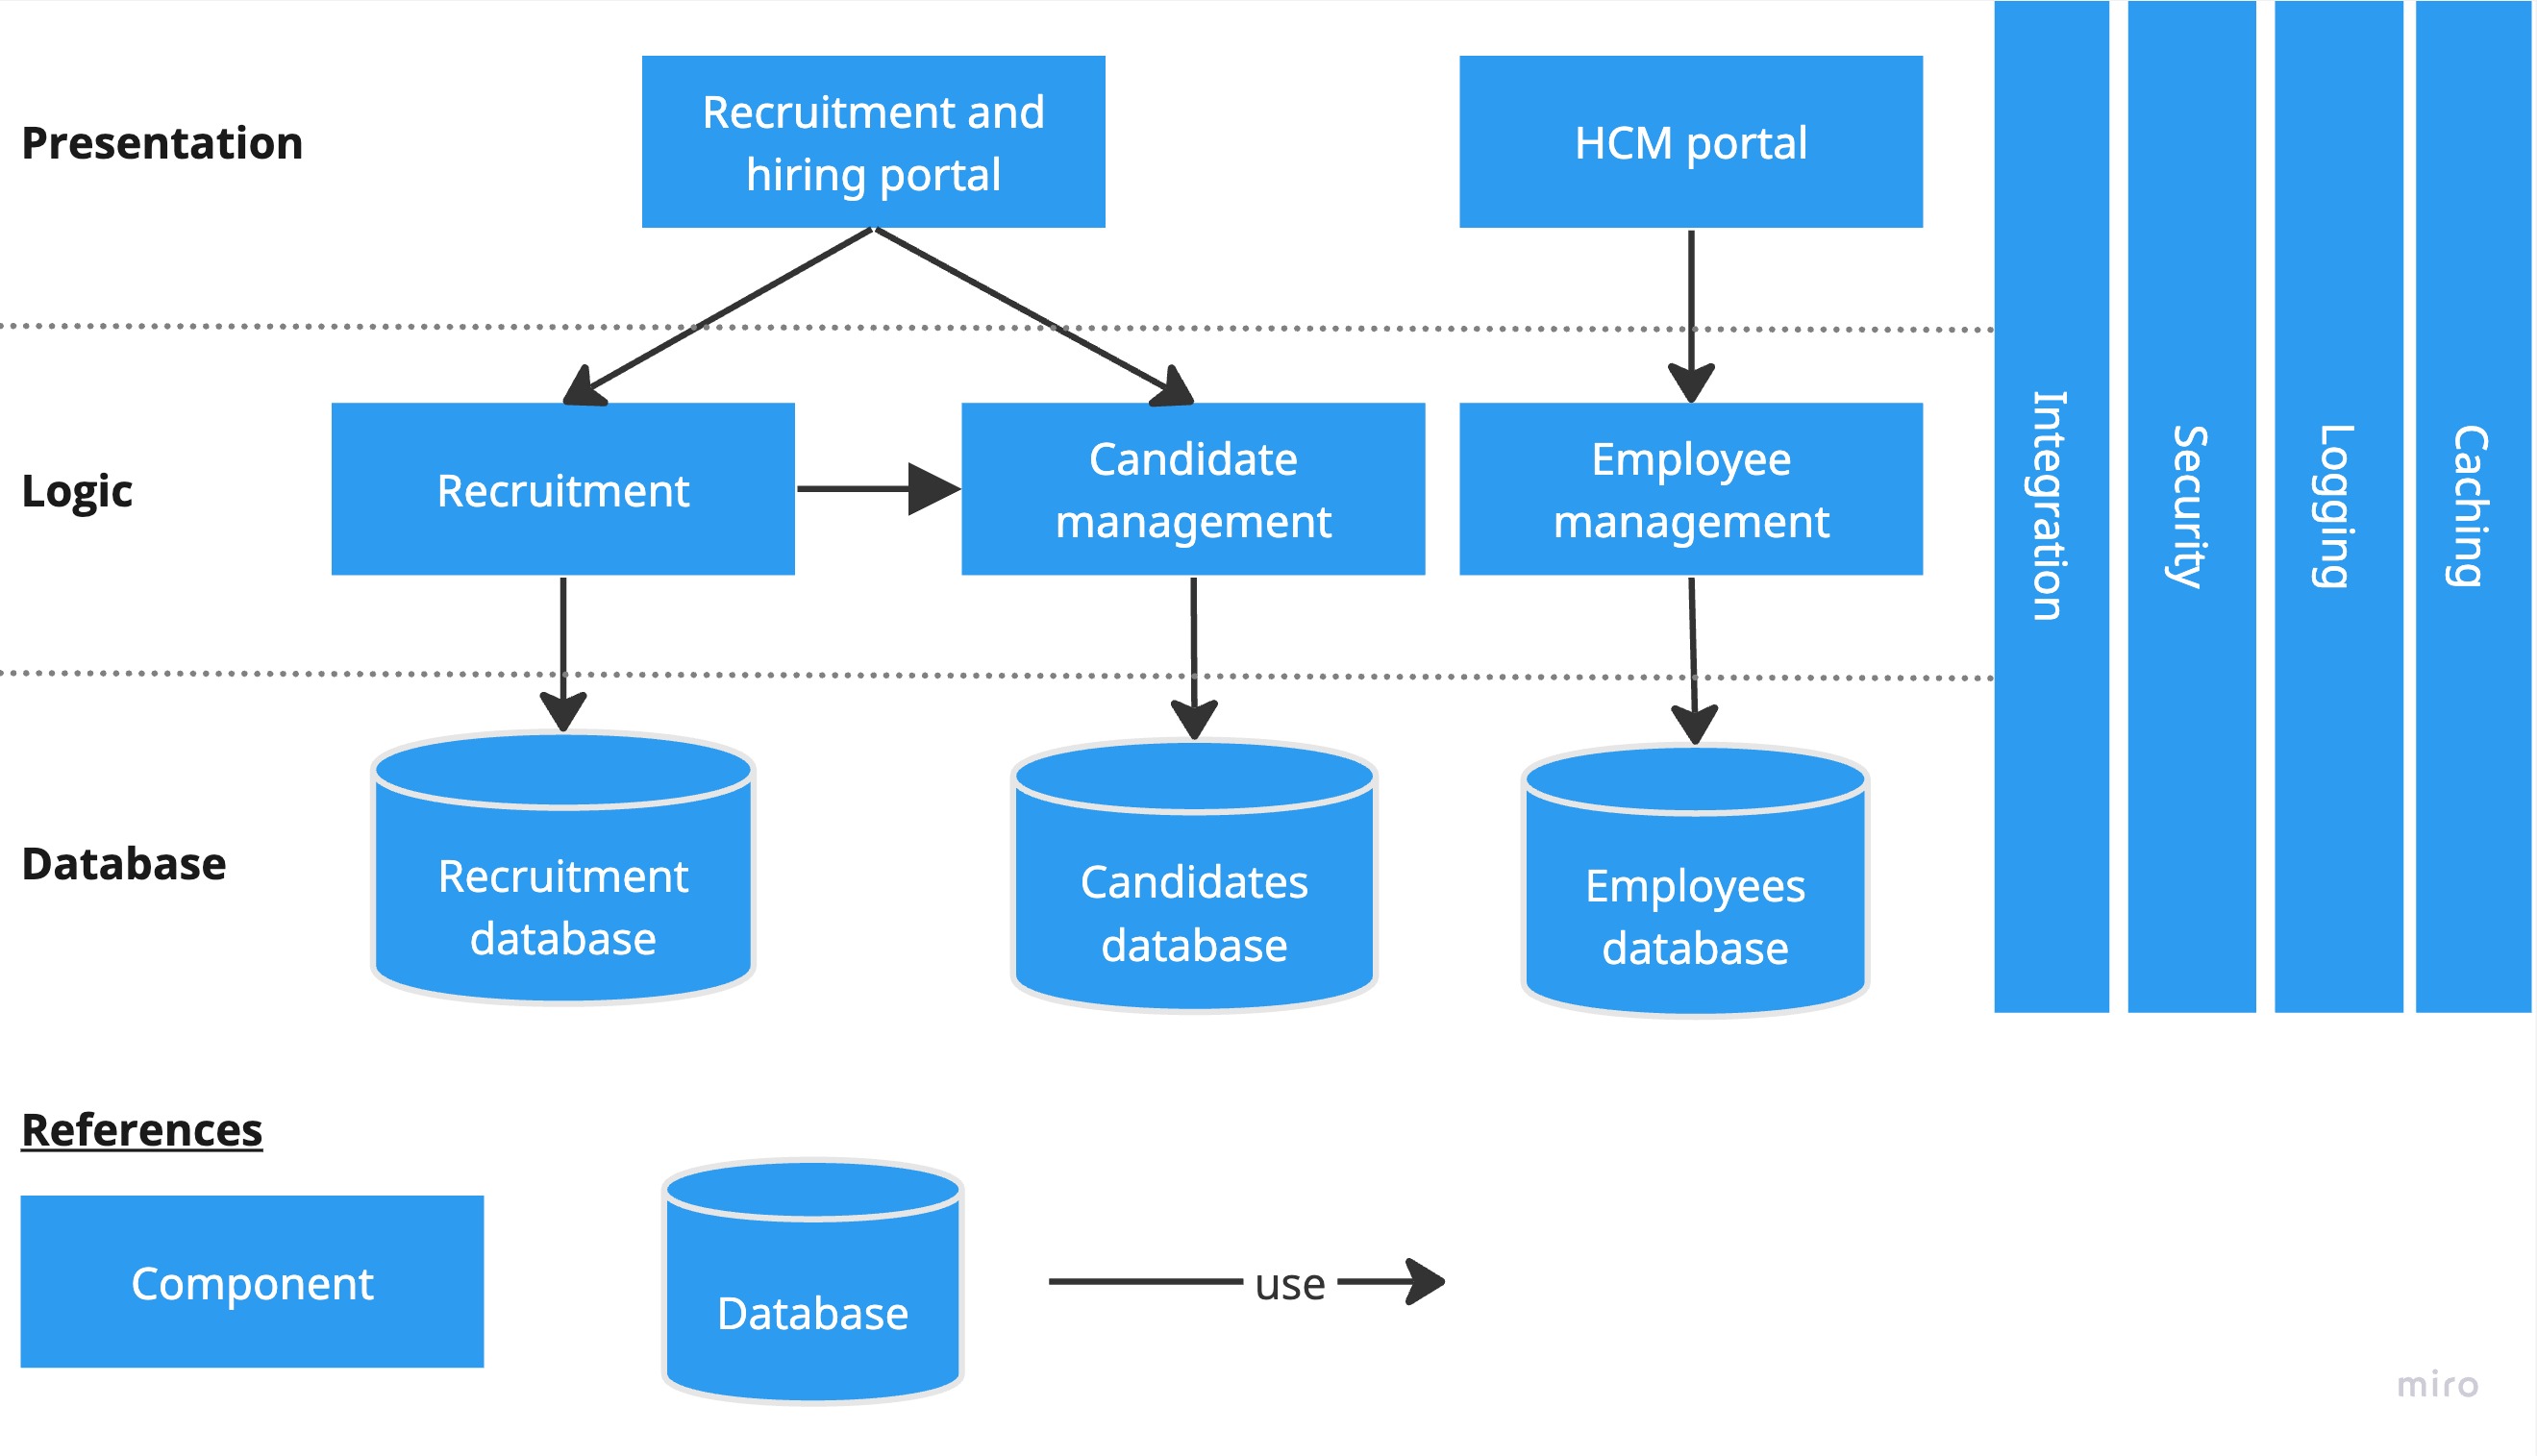 Presentation
Recruitment and
hiring portal
HCM portal
Logic
Recruitment
Candidate
management
Employee
management
Database
Recruitment
database
Candidates
database
Employees
database
Integration
Security
Logging
Caching
References
Component
Database
use
miro